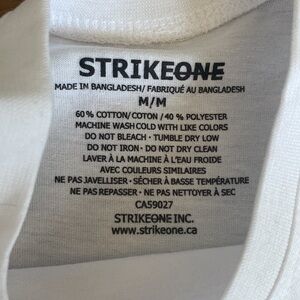 STRIKEONE
MADE IN BANGLADESH/ FABRIQUÉ AU BANGLADESH
M/M
60 % COTTON/COTON / 40 % POLYESTER
MACHINE WASH COLD WITH LIKE COLORS
DO NOT BLEACH • TUMBLE DRY LOW
DO NOT IRON • DO NOT DRY CLEAN
LAVER À LA MACHINE À L'EAU FROIDE
AVEC COULEURS SIMILAIRES
NE PAS JAVELLISER • SÉCHER À BASSE TEMPÉRATURE
NE PAS REPASSER • NE PAS NETTOYER À SEC
CA59027
STRIKEONE INC.
www.strikeone.ca